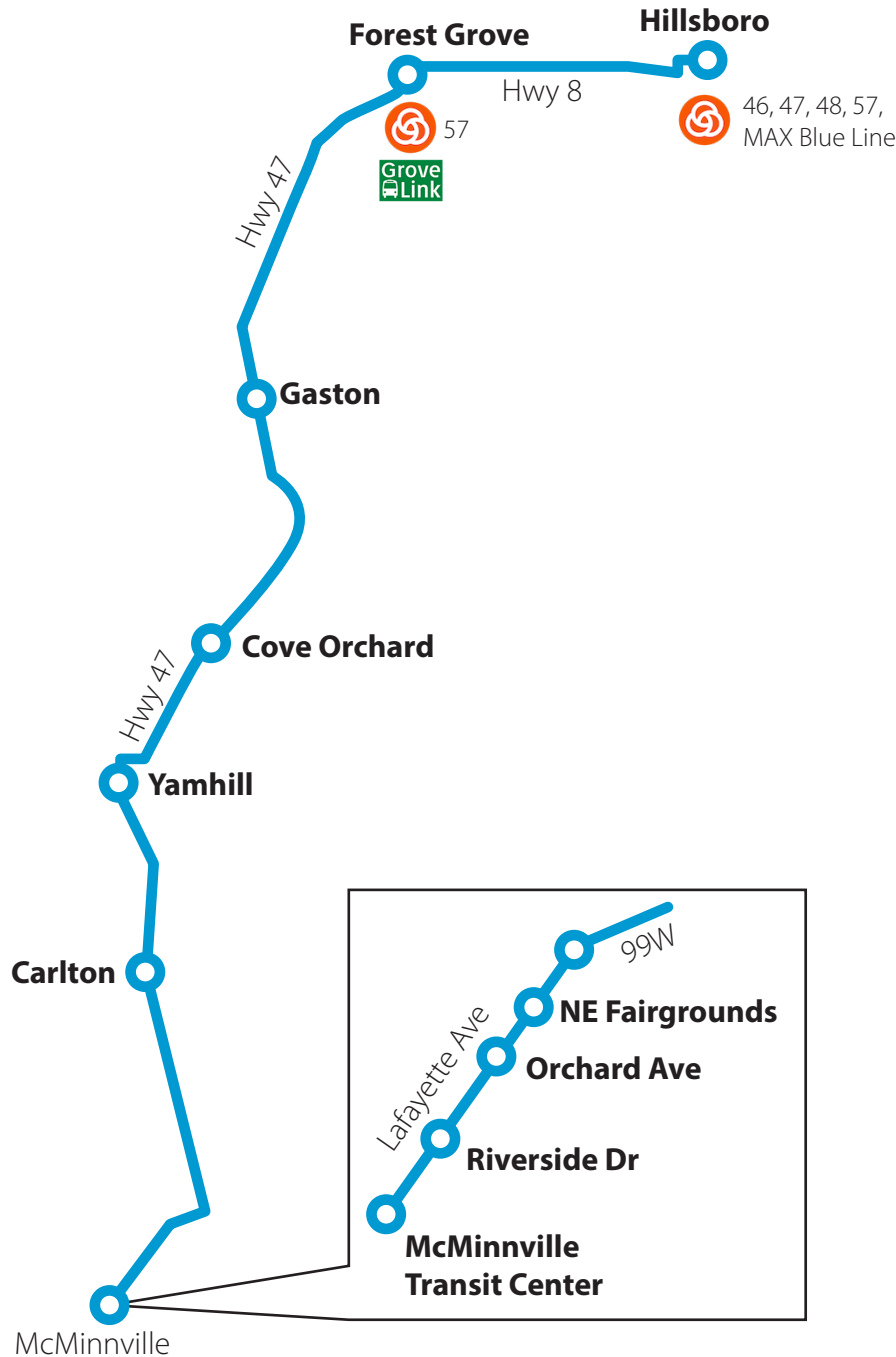 Forest Grove
Hillsboro
Hwy 8
57
46, 47, 48, 57,
MAX Blue Line
Grove
Link
Hwy 47
Gaston
Cove Orchard
Hwy 47
Yamhill
Carlton
99W
NE Fairgrounds
Lafayette Ave
Orchard Ave
Riverside Dr
McMinnville
Transit Center
McMinnville